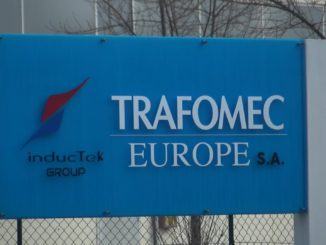 inducTek
GROUP
TRAFOMEC
EUROPE S.A.